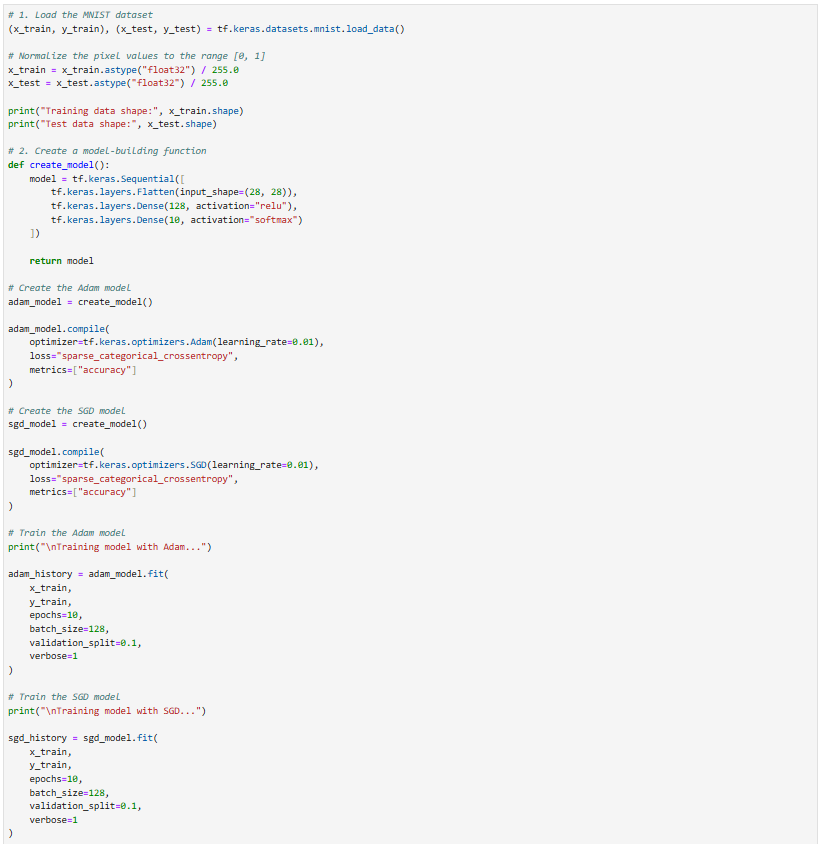 # 1. Load the MNIST dataset
(x_train, y_train), (x_test, y_test) = tf.keras.datasets.mnist.load_data()
# Normalize the pixel values to the range [0, 1]
x_train = x_train.astype("float32") / 255.0
x_test = x_test.astype("float32") / 255.0
print("Training data shape:", x_train.shape)
print("Test data shape:", x_test.shape)
# 2. Create a model-building function
def create_model():
    model = tf.keras.Sequential([
        tf.keras.layers.Flatten(input_shape=(28, 28)),
        tf.keras.layers.Dense(128, activation="relu"),
        tf.keras.layers.Dense(10, activation="softmax")
    ])
    return model
# Create the Adam model
adam_model = create_model()
adam_model.compile(
    optimizer=tf.keras.optimizers.Adam(learning_rate=0.01),
    loss="sparse_categorical_crossentropy",
    metrics=["accuracy"]
)
# Create the SGD model
sgd_model = create_model()
sgd_model.compile(
    optimizer=tf.keras.optimizers.SGD(learning_rate=0.01),
    loss="sparse_categorical_crossentropy",
    metrics=["accuracy"]
)
# Train the Adam model
print("\nTraining model with Adam...")
adam_history = adam_model.fit(
    x_train,
    y_train,
    epochs=10,
    batch_size=128,
    validation_split=0.1,
    verbose=1
)
# Train the SGD model
print("\nTraining model with SGD...")
sgd_history = sgd_model.fit(
    x_train,
    y_train,
    epochs=10,
    batch_size=128,
    validation_split=0.1,
    verbose=1
)